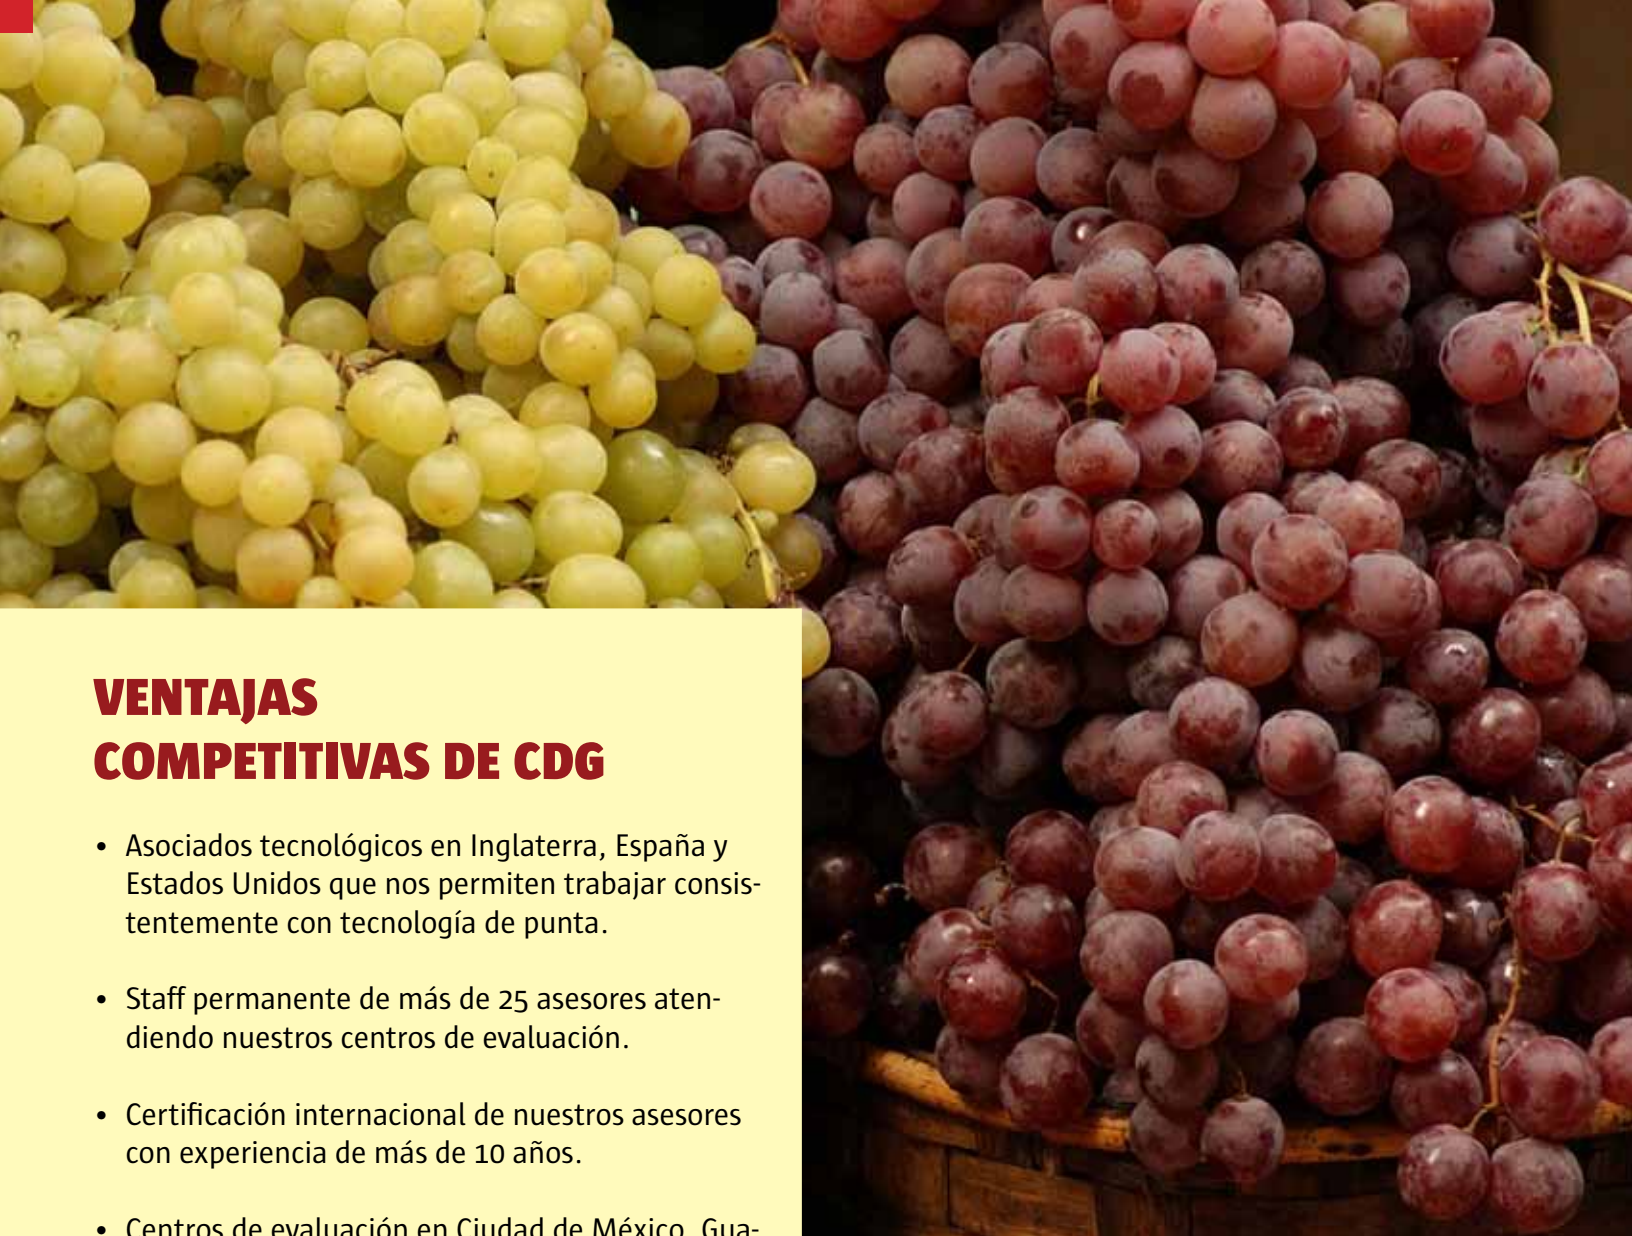 VENTAJAS
COMPETITIVAS DE CDG
• Asociados tecnológicos en Inglaterra, España y
Estados Unidos que nos permiten trabajar consis-
tentemente con tecnología de punta.
• Staff permanente de más de 25 asesores aten-
diendo nuestros centros de evaluación.
• Certificación internacional de nuestros asesores
con experiencia de más de 10 años.
• Centros de evaluación en Ciudad de México, Gua-